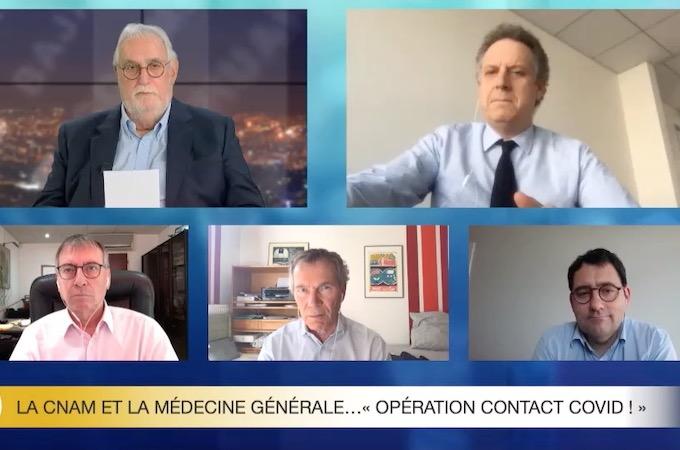 LA CNAM ET LA MÉDECINE GÉNÉRALE...« OPÉRATION CONTACT COVID ! »